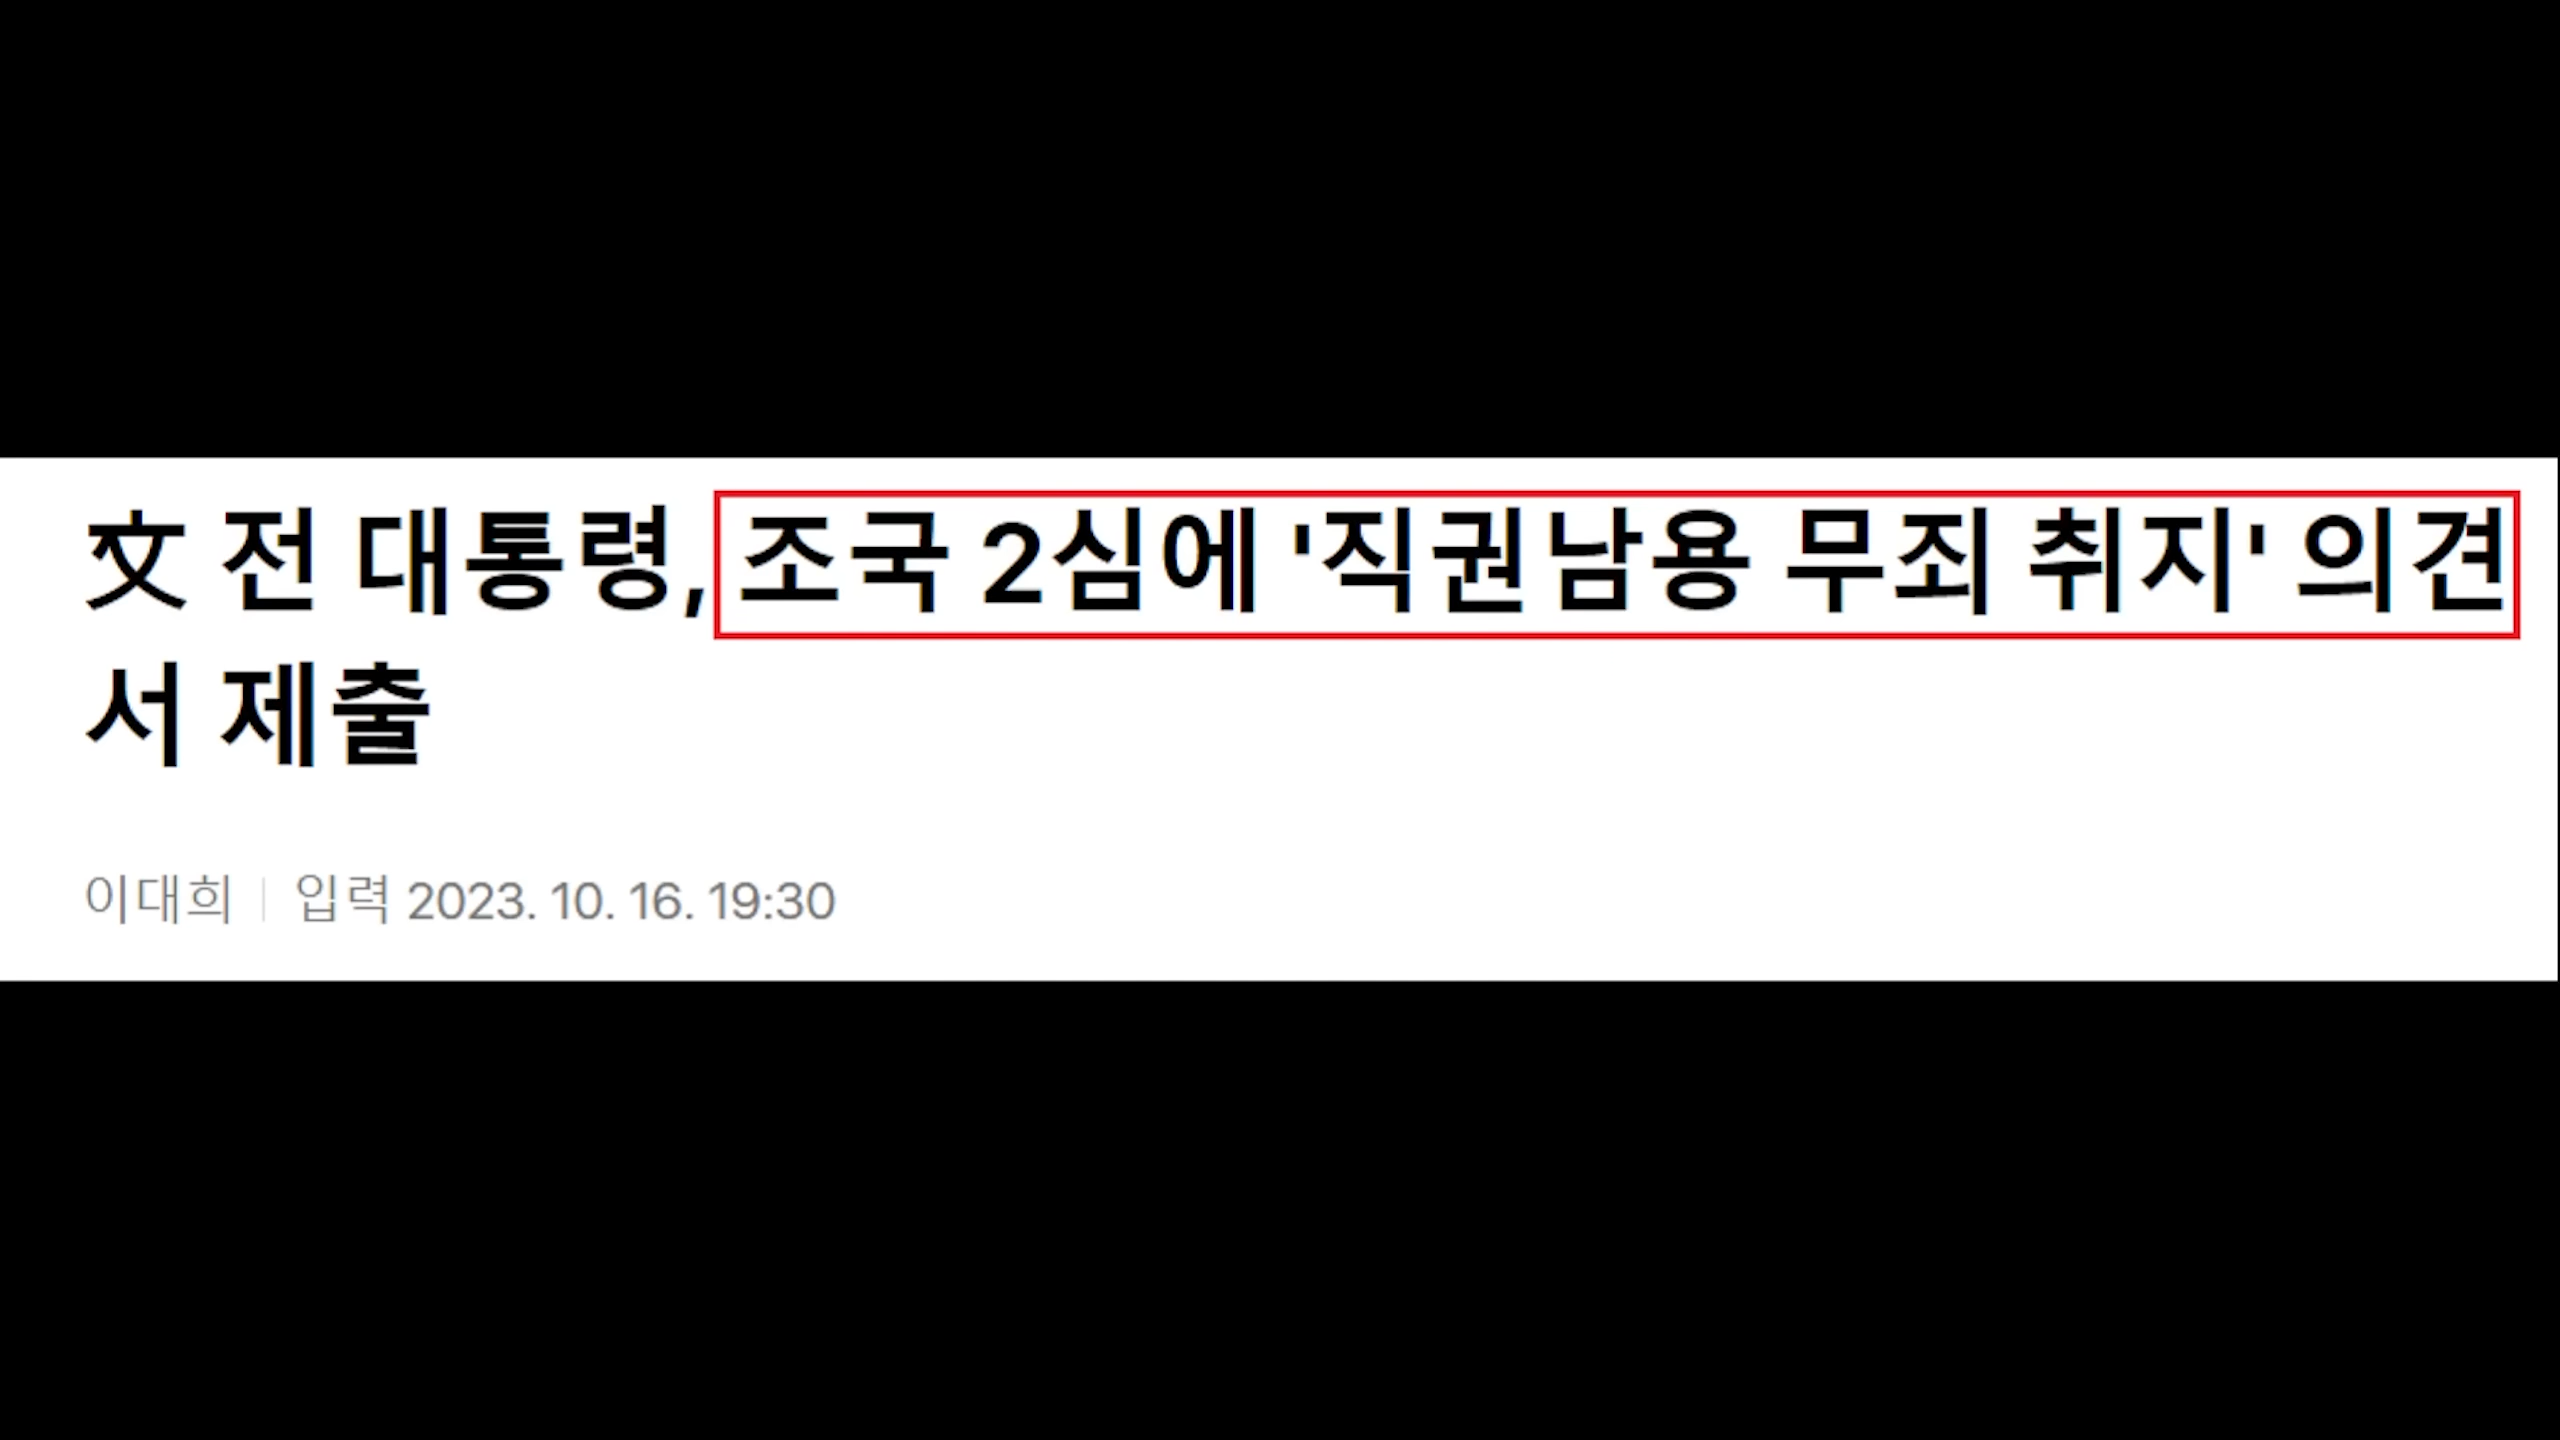 文 전 대통령, 조국 2심에 '직권남용 무죄 취지' 의견
서 제출
이대희 | 입력 2023. 10. 16. 19:30